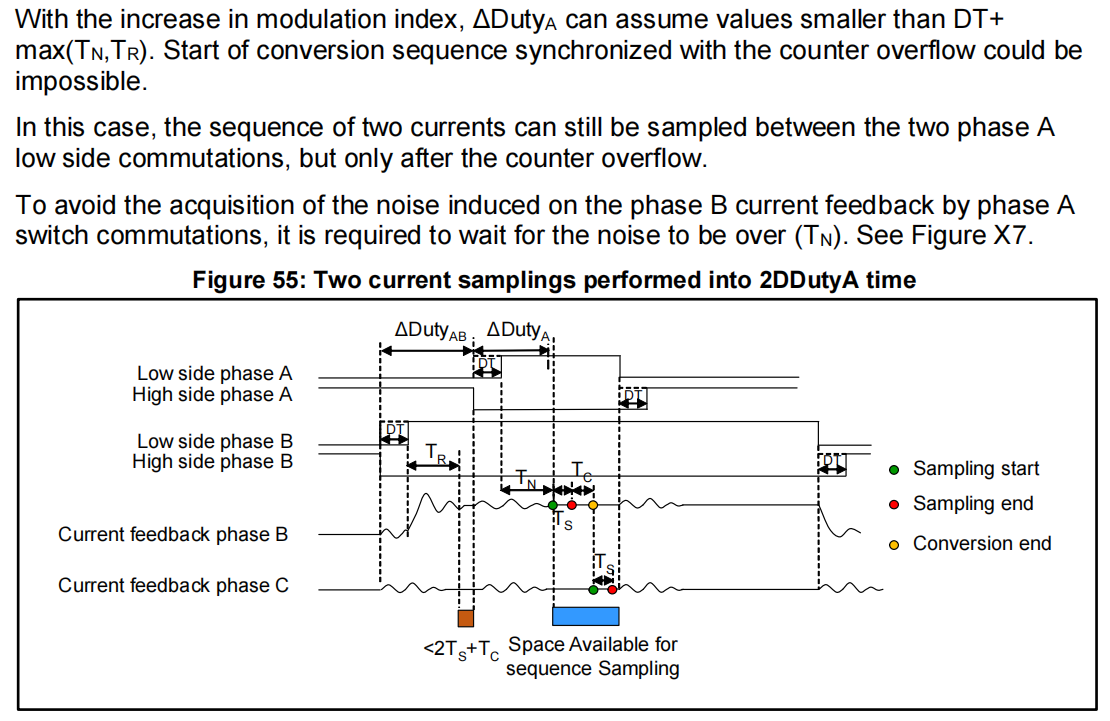 With the increase in modulation index, ΔDutyA can assume values smaller than DT+
max(TN,TR). Start of conversion sequence synchronized with the counter overflow could be
impossible.
In this case, the sequence of two currents can still be sampled between the two phase A
low side commutations, but only after the counter overflow.
To avoid the acquisition of the noise induced on the phase B current feedback by phase A
switch commutations, it is required to wait for the noise to be over (TN). See Figure X7.
Figure 55: Two current samplings performed into 2DDutyA time
ΔDutyAB ΔDutyA
DT
Low side phase A
High side phase A
DT
DT
Low side phase B
High side phase B
DT
TR
TN
TC
TS
Sampling start
Sampling end
Conversion end
Current feedback phase B
TS
Current feedback phase C
<2TS+TC
Space Available for
sequence Sampling